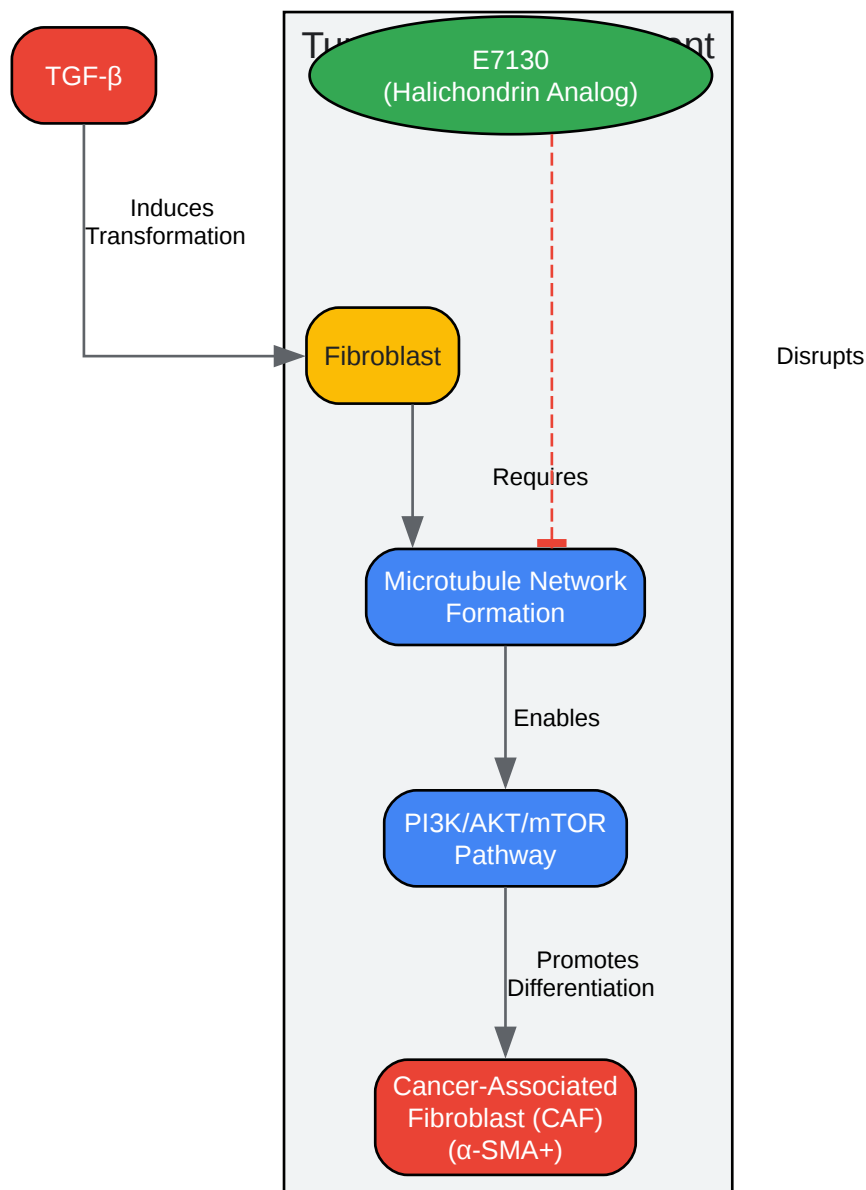 TGF-β
E7130
(Halichondrin Analog)
Induces
Transformation
Fibroblast
Disrupts
Requires
Microtubule Network
Formation
Enables
PI3K/AKT/mTOR
Pathway
Promotes
Differentiation
Cancer-Associated
Fibroblast (CAF)
(α-SMA+)